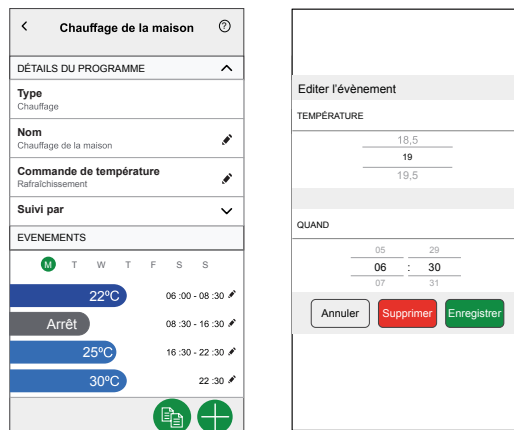 Chauffage de la maison ?
DÉTAILS DU PROGRAMME
Type
Chauffage
Nom
Chauffage de la maison
Commande de température
Rafraîchissement
Suivi par
EVENEMENTS
M T W T F S S
22ºC 06 :00 - 08 :30
Arrêt 08 :30 - 16 :30
25ºC 16 :30 - 22 :30
30ºC 22 :30
Editer l’évènement
TEMPÉRATURE
18,5
19
19,5
QUAND
05 29
06 : 30
07 31
Annuler Supprimer Enregistrer